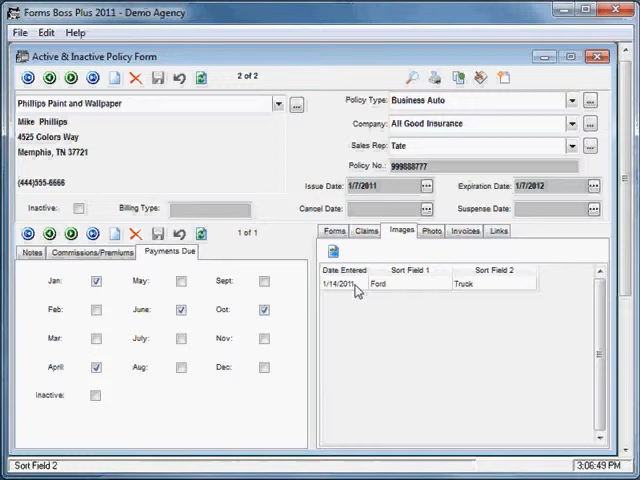 Forms Boss Plus 2011 - Demo Agency
File Edit Help
Active & Inactive Policy Form
2 of 2
Phillips Paint and Wallpaper
Mike Phillips
4525 Colors Way
Memphis, TN 37721
(444)555-6666
Inactive: Billing Type:
Policy Type: Business Auto
Company: All Good Insurance
Sales Rep: Tate
Policy No.: 999888777
Issue Date: 1/7/2011 Expiration Date: 1/7/2012
Cancel Date: Suspense Date:
1 of 1
Notes Commissions/Premiums Payments Due
Jan: May: Sept:
Feb: June: Oct:
Mar: July: Nov:
April: Aug: Dec:
Inactive:
Forms Claims Images Photo Invoices Links
Date Entered Sort Field 1 Sort Field 2
1/14/2011 Ford Truck
Sort Field 2 3:06:49 PM